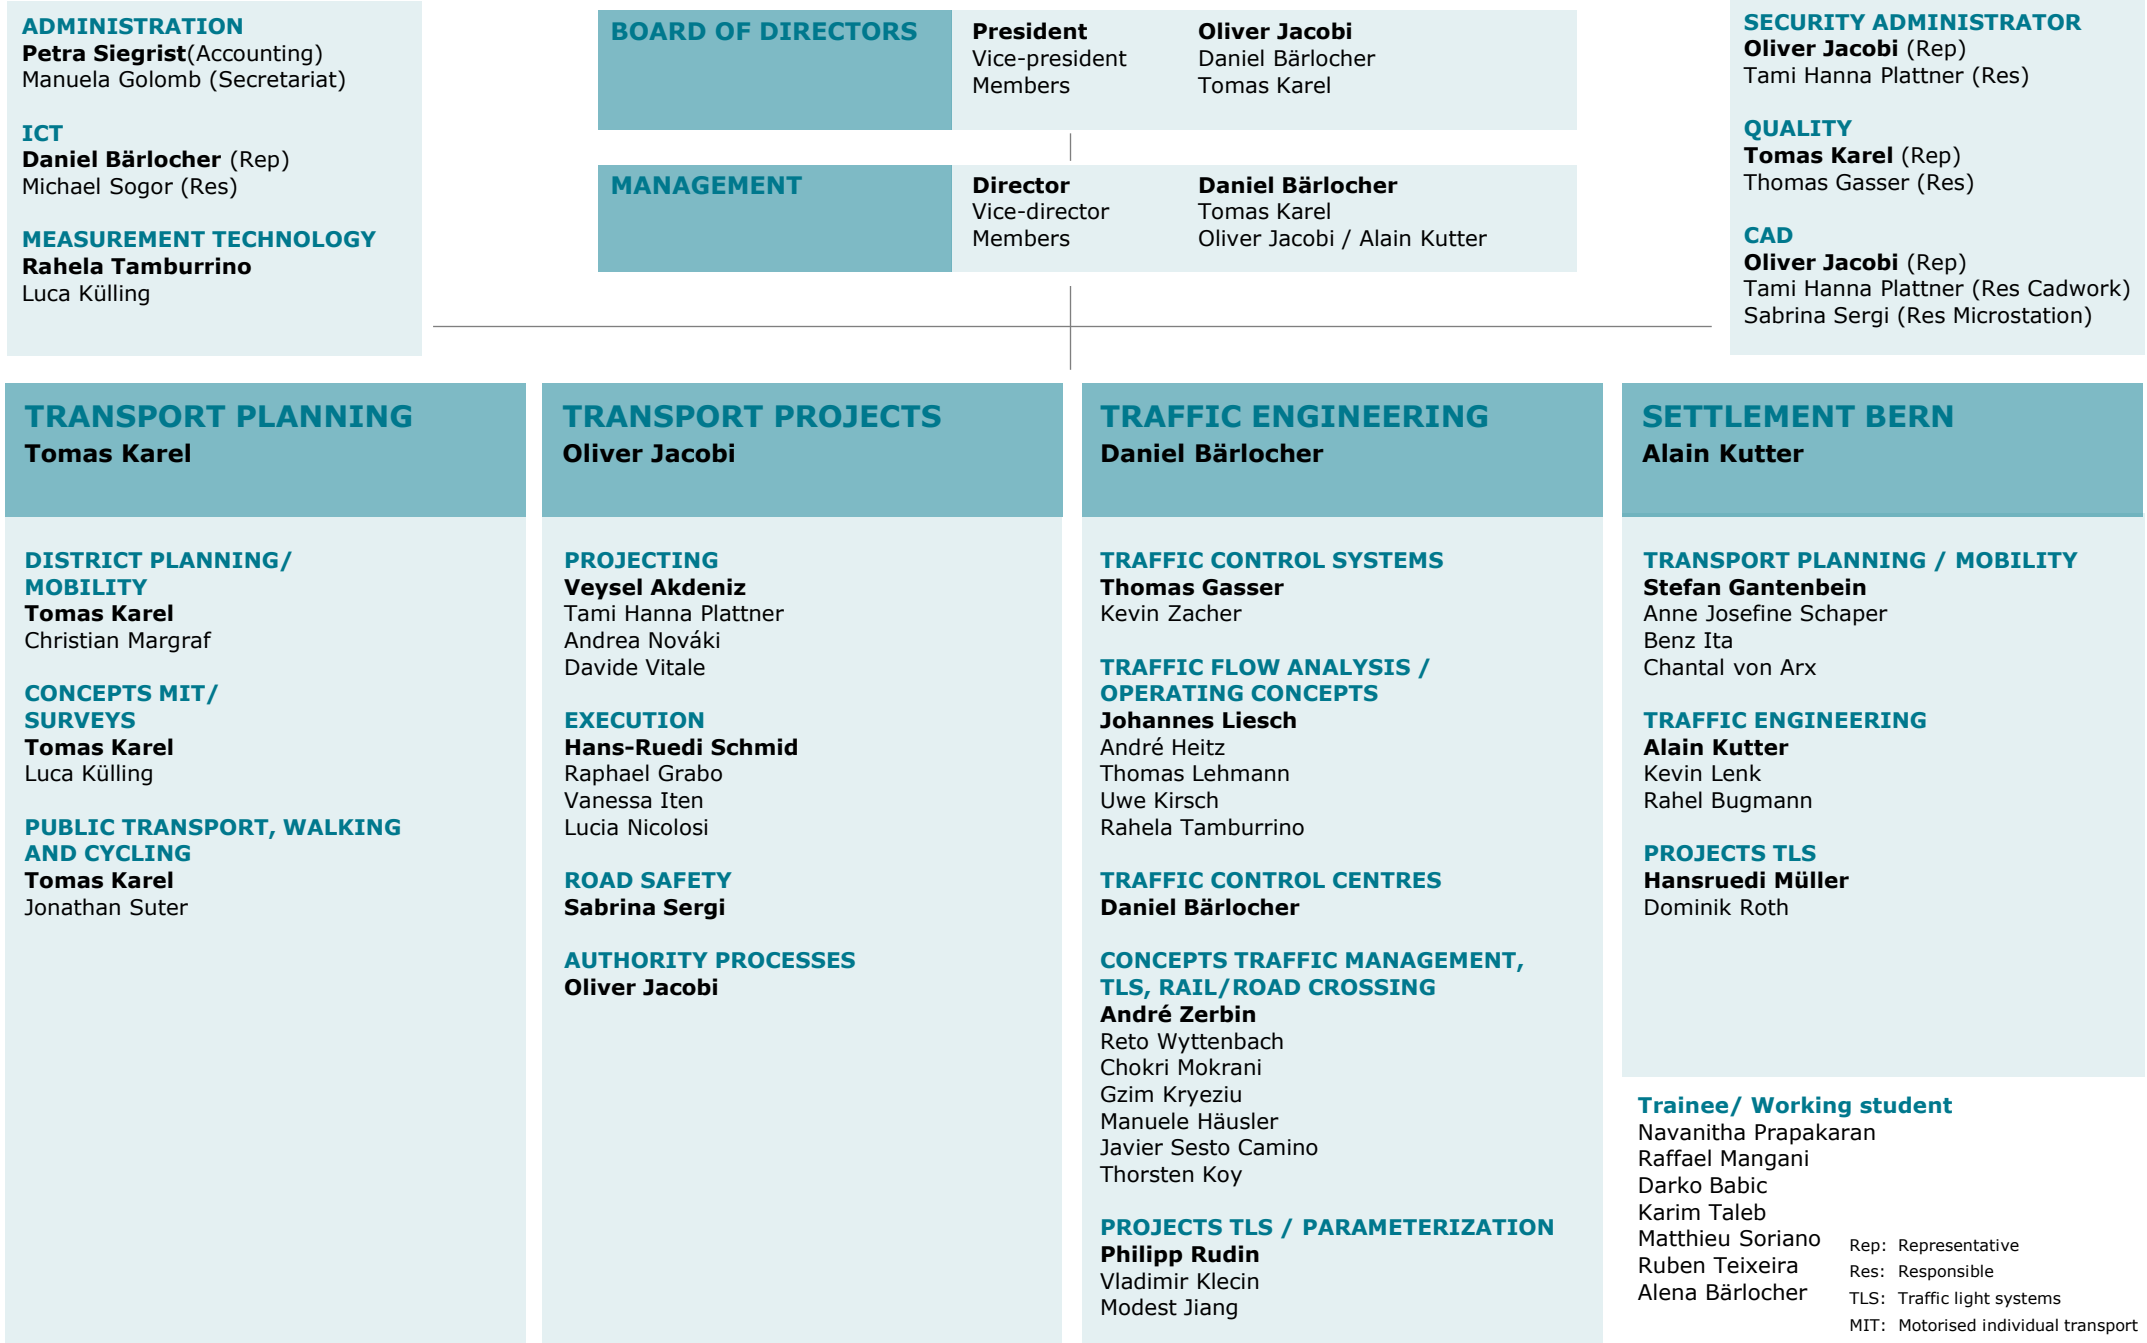 ADMINISTRATION
Petra Siegrist(Accounting)
Manuela Golomb (Secretariat)
ICT
Daniel Bärlocher (Rep)
Michael Sogor (Res)
MEASUREMENT TECHNOLOGY
Rahela Tamburrino
Luca Külling
BOARD OF DIRECTORS
President Oliver Jacobi
Vice-president Daniel Bärlocher
Members Tomas Karel
MANAGEMENT
Director Daniel Bärlocher
Vice-director Tomas Karel
Members Oliver Jacobi / Alain Kutter
SECURITY ADMINISTRATOR
Oliver Jacobi (Rep)
Tami Hanna Plattner (Res)
QUALITY
Tomas Karel (Rep)
Thomas Gasser (Res)
CAD
Oliver Jacobi (Rep)
Tami Hanna Plattner (Res Cadwork)
Sabrina Sergi (Res Microstation)
TRANSPORT PLANNING
Tomas Karel
DISTRICT PLANNING/
MOBILITY
Tomas Karel
Christian Margraf
CONCEPTS MIT/
SURVEYS
Tomas Karel
Luca Külling
PUBLIC TRANSPORT, WALKING
AND CYCLING
Tomas Karel
Jonathan Suter
TRANSPORT PROJECTS
Oliver Jacobi
PROJECTING
Veysel Akdeniz
Tami Hanna Plattner
Andrea Nováki
Davide Vitale
EXECUTION
Hans-Ruedi Schmid
Raphael Grabo
Vanessa Iten
Lucia Nicolosi
ROAD SAFETY
Sabrina Sergi
AUTHORITY PROCESSES
Oliver Jacobi
TRAFFIC ENGINEERING
Daniel Bärlocher
TRAFFIC CONTROL SYSTEMS
Thomas Gasser
Kevin Zacher
TRAFFIC FLOW ANALYSIS /
OPERATING CONCEPTS
Johannes Liesch
André Heitz
Thomas Lehmann
Uwe Kirsch
Rahela Tamburrino
TRAFFIC CONTROL CENTRES
Daniel Bärlocher
CONCEPTS TRAFFIC MANAGEMENT,
TLS, RAIL/ROAD CROSSING
André Zerbin
Reto Wyttenbach
Chokri Mokrani
Gzim Kryeziu
Manuele Häusler
Javier Sesto Camino
Thorsten Koy
PROJECTS TLS / PARAMETERIZATION
Philipp Rudin
Vladimir Klecin
Modest Jiang
SETTLEMENT BERN
Alain Kutter
TRANSPORT PLANNING / MOBILITY
Stefan Gantenbein
Anne Josefine Schaper
Benz Ita
Chantal von Arx
TRAFFIC ENGINEERING
Alain Kutter
Kevin Lenk
Rahel Bugmann
PROJECTS TLS
Hansruedi Müller
Dominik Roth
Trainee/ Working student
Navanitha Prapakaran
Raffael Mangani
Darko Babic
Karim Taleb
Matthieu Soriano
Ruben Teixeira
Alena Bärlocher
Rep: Representative
Res: Responsible
TLS: Traffic light systems
MIT: Motorised individual transport